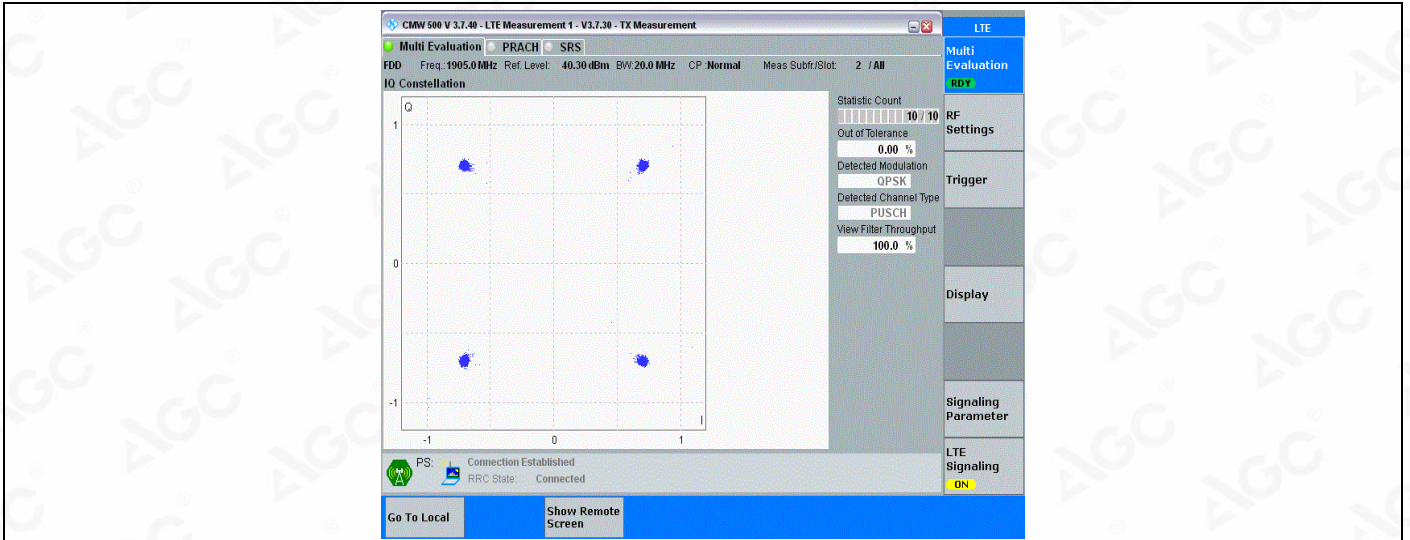 CMW 500 V 3.7.40 - LTE Measurement 1 - V3.7.30 - TX Measurement
LTE
Multi Evaluation PRACH SRS
Multi
Evaluation
RDY
FDD Freq.: 1905.0 MHz Ref. Level: 40.30 dBm BW: 20.0 MHz CP: Normal Meas Subfr./Slot: 2 / All
IQ Constellation
Q
1
0
-1
I
-1 0 1
Statistic Count
10 / 10
Out of Tolerance
0.00 %
Detected Modulation
QPSK
Detected Channel Type
PUSCH
View Filter Throughput
100.0 %
RF
Settings
Trigger
Display
Signaling
Parameter
LTE
Signaling
ON
PS: Connection Established
RRC State: Connected
Go To Local
Show Remote
Screen
AGC